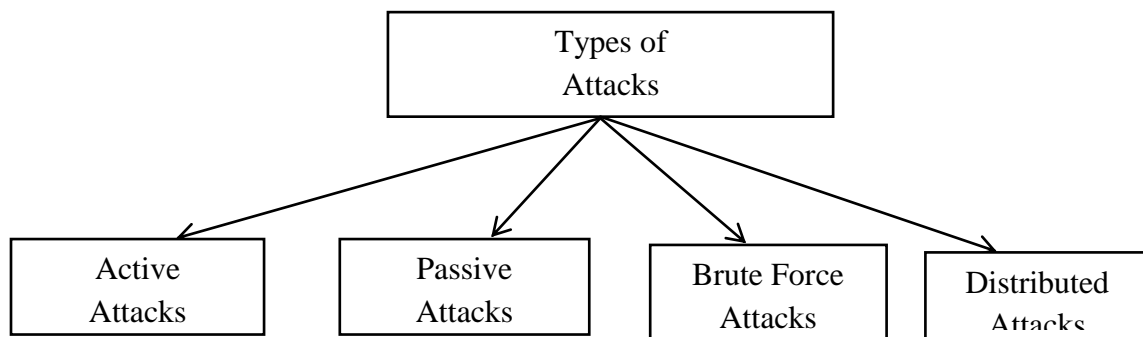 Types of
Attacks
Active
Attacks
Passive
Attacks
Brute Force
Attacks
Distributed
Attacks